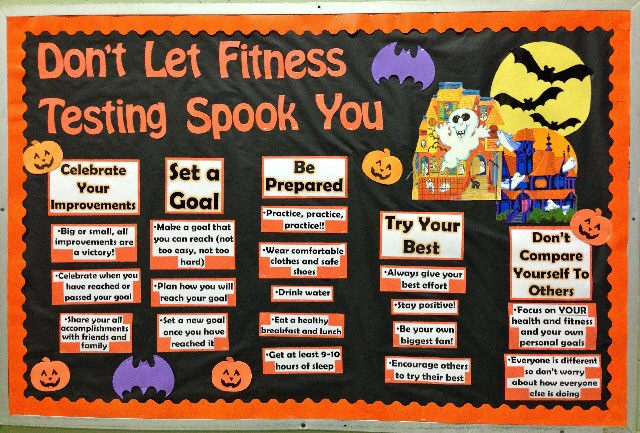 Don't Let Fitness
Testing Spook You
Celebrate
Your
Improvements
•Big or small, all
improvements are
a victory!
•Celebrate when you
have reached or
passed your goal
•Share your
accomplishments
with friends and
family
Set a
Goal
•Make a goal that
you can reach (not
too easy, not too
hard)
•Plan how you will
reach your goal
•Set a new goal
once you have
reached it
Be
Prepared
•Practice, practice,
practice!!
•Wear comfortable
clothes and safe
shoes
•Drink water
•Eat a healthy
breakfast and lunch
•Get at least 9-10
hours of sleep
Try Your
Best
•Always give your
best effort
•Stay positive!
•Be your own
biggest fan!
•Encourage others
to try their best
Don't
Compare
Yourself To
Others
•Focus on YOUR
health and fitness
and your own
personal goals
•Everyone is different
so don't worry
about how everyone
else is doing